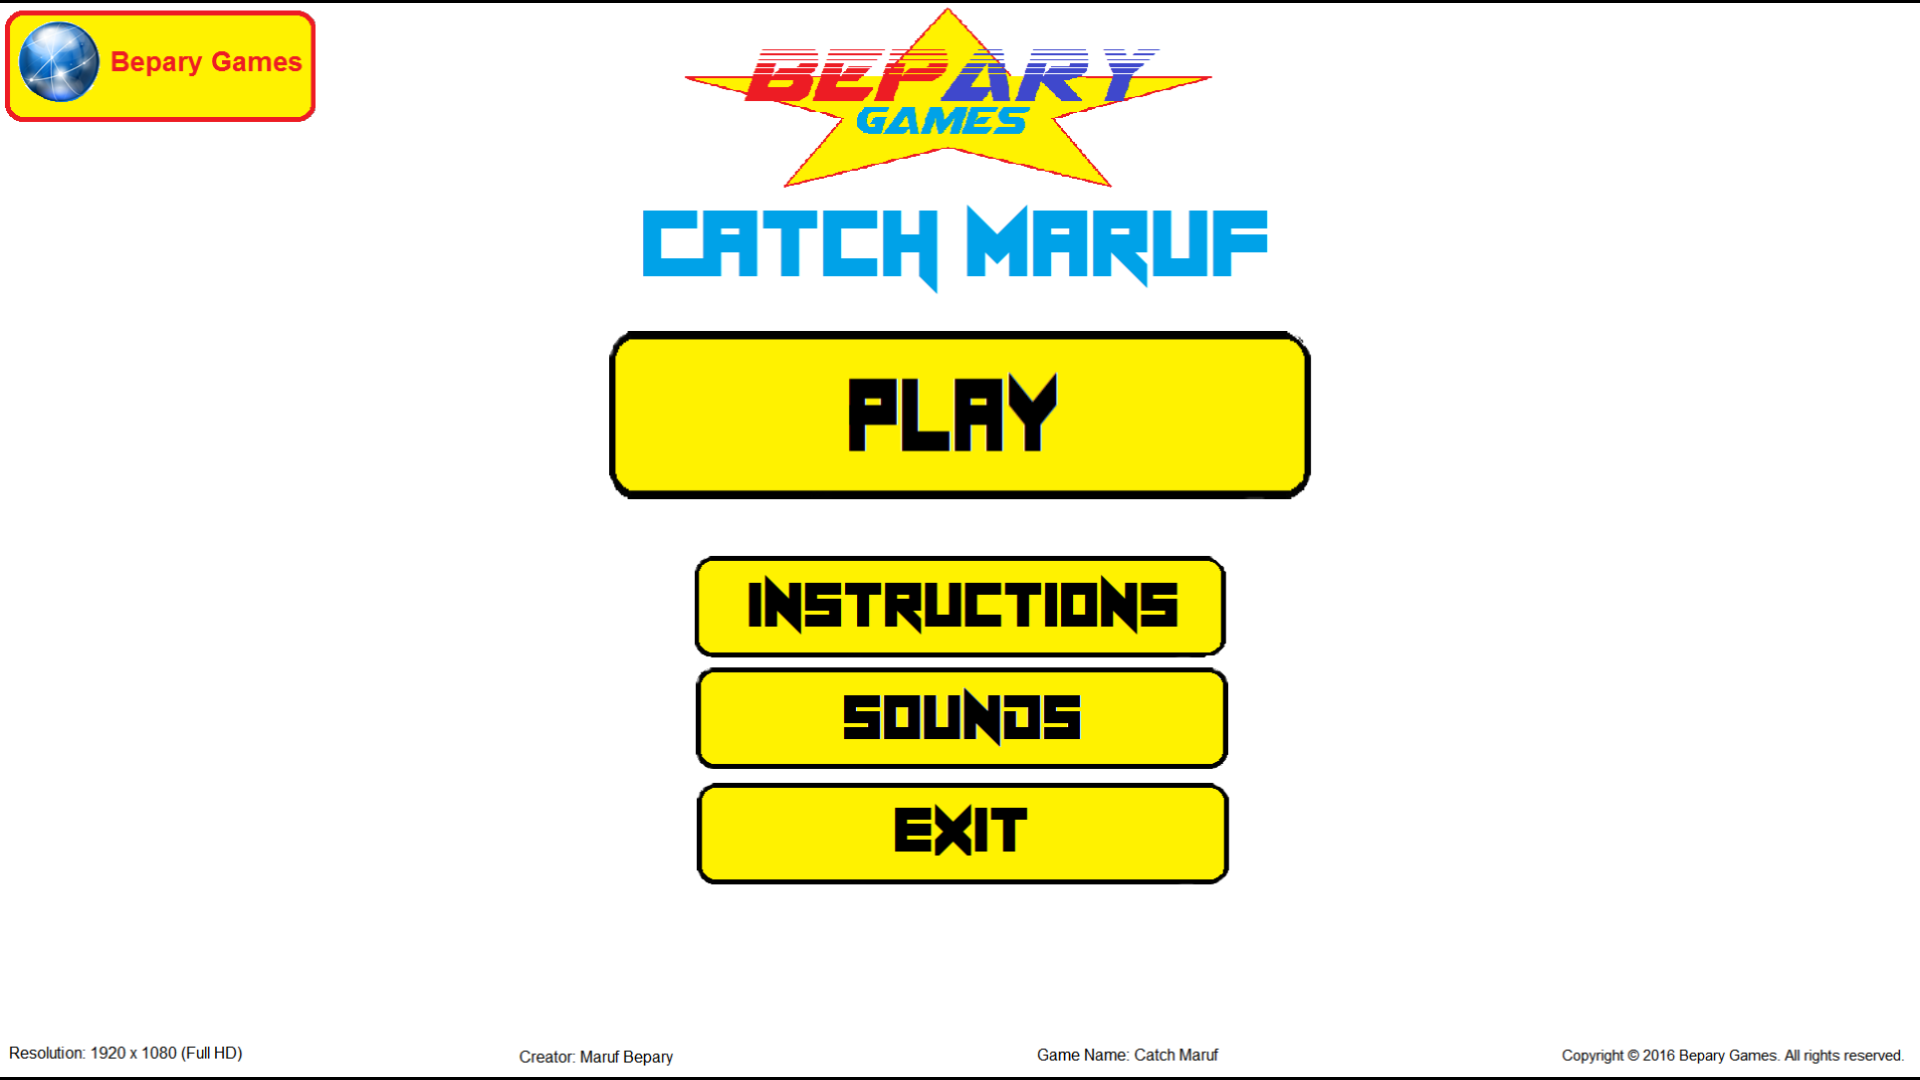 Bepary Games
BEPARY
GAMES
CATCH MARUF
PLAY
INSTRUCTIONS
SOUNDS
EXIT
Resolution: 1920 x 1080 (Full HD)
Creator: Maruf Bepary
Game Name: Catch Maruf
Copyright © 2016 Bepary Games. All rights reserved.